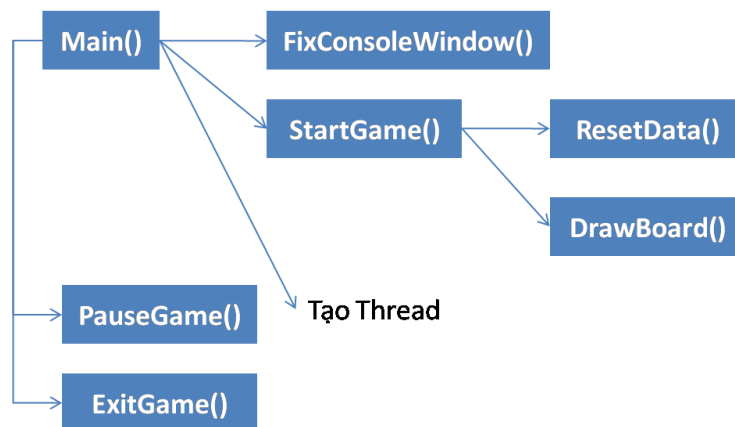 Main()
FixConsoleWindow()
StartGame()
ResetData()
DrawBoard()
Tạo Thread
PauseGame()
ExitGame()